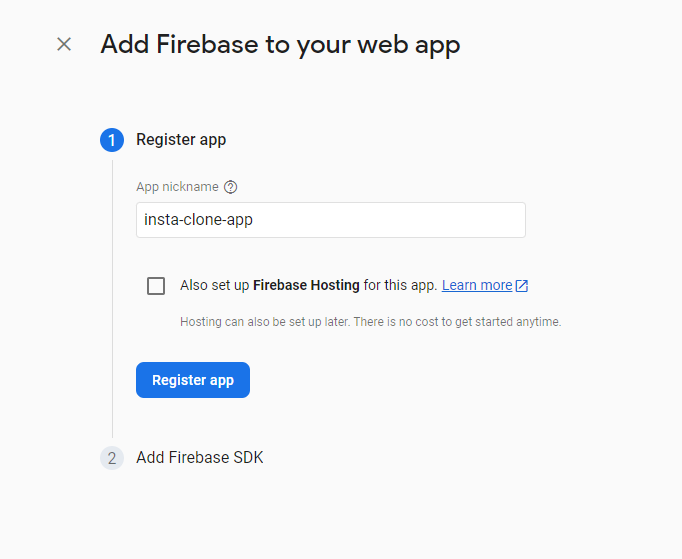 Add Firebase to your web app
1 Register app
App nickname ?
insta-clone-app
Also set up Firebase Hosting for this app. Learn more
Hosting can also be set up later. There is no cost to get started anytime.
Register app
2 Add Firebase SDK